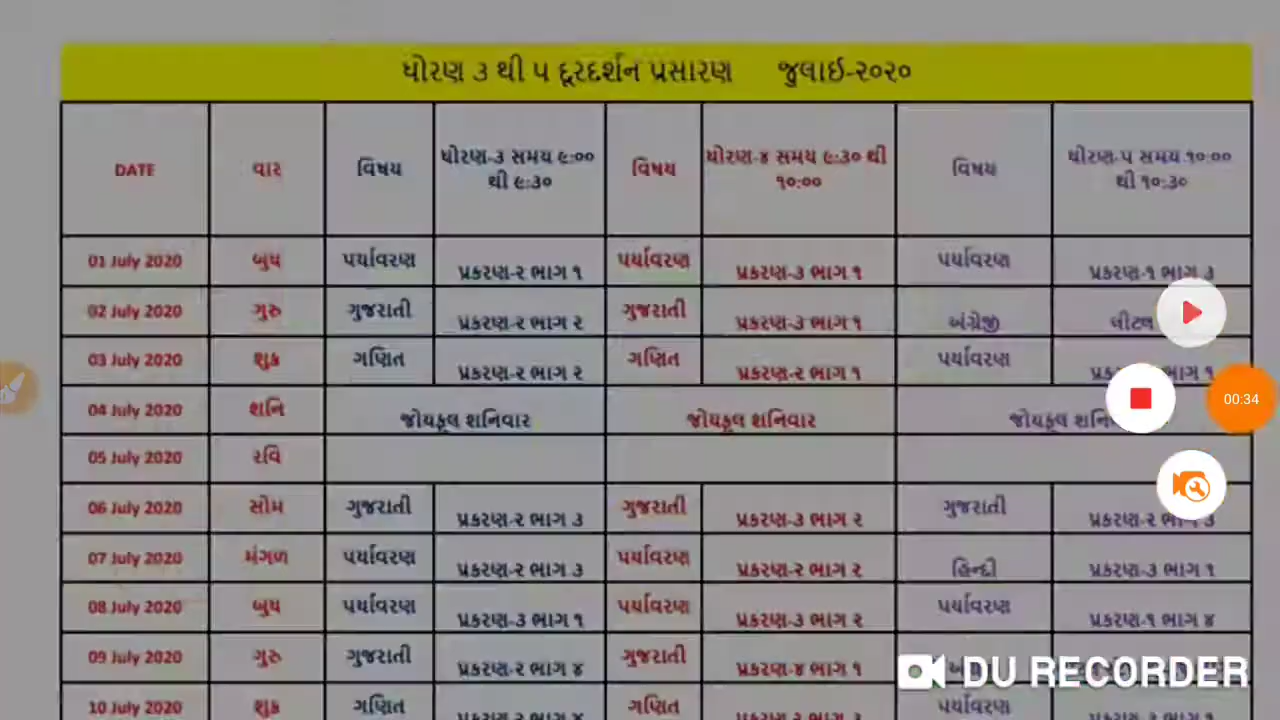 ધોરણ ૩ થી ૫ દૂરદર્શન પ્રસારણ જુલાઈ-૨૦૨૦
DATE વાર વિષય ધોરણ-૩ સમય ૯:૦૦ થી ૯:૩૦ વિષય ધોરણ-૪ સમય ૯:૩૦ થી ૧૦:૦૦ વિષય ધોરણ-૫ સમય ૧૦:૦૦ થી ૧૦:૩૦
01 July 2020 બુધ પર્યાવરણ પ્રકરણ-૨ ભાગ ૧ પર્યાવરણ પ્રકરણ-૩ ભાગ ૧ પર્યાવરણ પ્રકરણ-૧ ભાગ ૩
02 July 2020 ગુરુ ગુજરાતી પ્રકરણ-૨ ભાગ ૨ ગુજરાતી પ્રકરણ-૩ ભાગ ૧ અંગ્રેજી લીટલ
03 July 2020 શુક્ર ગણિત પ્રકરણ-૨ ભાગ ૨ ગણિત પ્રકરણ-૨ ભાગ ૧ પર્યાવરણ
04 July 2020 શનિ જોયફૂલ શનિવાર જોયફૂલ શનિવાર જોયફૂલ
05 July 2020 રવિ
06 July 2020 સોમ ગુજરાતી પ્રકરણ-૨ ભાગ ૩ ગુજરાતી પ્રકરણ-૩ ભાગ ૨ ગુજરાતી પ્રકરણ-૨ ભાગ ૩
07 July 2020 મંગળ પર્યાવરણ પ્રકરણ-૨ ભાગ ૩ પર્યાવરણ પ્રકરણ-૨ ભાગ ૨ હિન્દી પ્રકરણ-૩ ભાગ ૧
08 July 2020 બુધ પર્યાવરણ પ્રકરણ-૩ ભાગ ૧ પર્યાવરણ પ્રકરણ-૩ ભાગ ૨ પર્યાવરણ પ્રકરણ-૧ ભાગ ૪
09 July 2020 ગુરુ ગુજરાતી પ્રકરણ-૨ ભાગ ૪ ગુજરાતી પ્રકરણ-૪ ભાગ ૧
10 July 2020 શુક્ર ગણિત ગણિત પર્યાવરણ
00:34
DU RECORDER